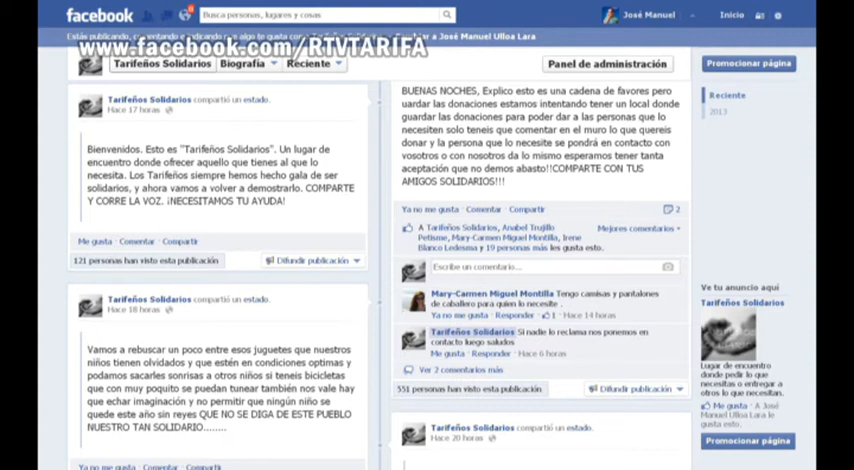 facebook
Busca personas, lugares y cosas
José Manuel
Inicio
www.facebook.com/RTVTARIFA
a José Manuel Ulloa Lara
Tarifeños Solidarios
Biografía
Reciente
Panel de administración
Promocionar página
Reciente
2013
Tarifeños Solidarios compartió un estado.
Hace 17 horas
Bienvenidos. Esto es "Tarifeños Solidarios". Un lugar de
encuentro donde ofrecer aquello que tienes al que lo
necesita. Los Tarifeños siempre hemos hecho gala de ser
solidarios, y ahora vamos a volver a demostrarlo. COMPARTE
Y CORRE LA VOZ. ¡NECESITAMOS TU AYUDA!
Me gusta · Comentar · Compartir
121 personas han visto esta publicación
Difundir publicación
Tarifeños Solidarios compartió un estado.
Hace 18 horas
Vamos a rebuscar un poco entre esos juguetes que nuestros
niños tienen olvidados y que estén en condiciones optimas y
podamos sacarles sonrisas a otros niños si teneis bicicletas
que con muy poquito se puedan tunear también nos vale hay
que echar imaginación y no permitir que ningún niño se
quede este año sin reyes QUE NO SE DIGA DE ESTE PUEBLO
NUESTRO TAN SOLIDARIO........
Ya no me gusta · Comentar · Compartir
BUENAS NOCHES, Explico esto es una cadena de favores pero
uardar las donaciones estamos intentando tener un local donde
guardar las donaciones para poder dar a las personas que lo
necesiten solo teneis que comentar en el muro lo que quereis
donar y la persona que lo necesite se pondrá en contacto con
vosotros o con nosotros da lo mismo esperamos tener tanta
aceptación que no demos abasto!!COMPARTE CON TUS
AMIGOS SOLIDARIOS!!!
Ya no me gusta · Comentar · Compartir
2
A Tarifeños Solidarios, Anabel Trujillo
Petisme, Mary-Carmen Miguel Montilla, Irene
Blanco Ledesma y 19 personas más les gusta esto.
Mejores comentarios
Escribe un comentario...
Mary-Carmen Miguel Montilla Tengo camisas y pantalones
de caballero para quien lo necesite .
Ya no me gusta · Responder · 1 · Hace 14 horas
Tarifeños Solidarios Si nadie lo reclama nos ponemos en
contacto luego saludos
Me gusta · Responder · Hace 6 horas
Ver 2 comentarios más
551 personas han visto esta publicación
Difundir publicación
Tarifeños Solidarios compartió un estado.
Hace 20 horas
Ve tu anuncio aquí
Tarifeños Solidarios
Lugar de encuentro
donde pedir lo que
necesitas o entregar a
otros lo que necesitan.
Me gusta · A José
Manuel Ulloa Lara le
gusta esto.
Promocionar página